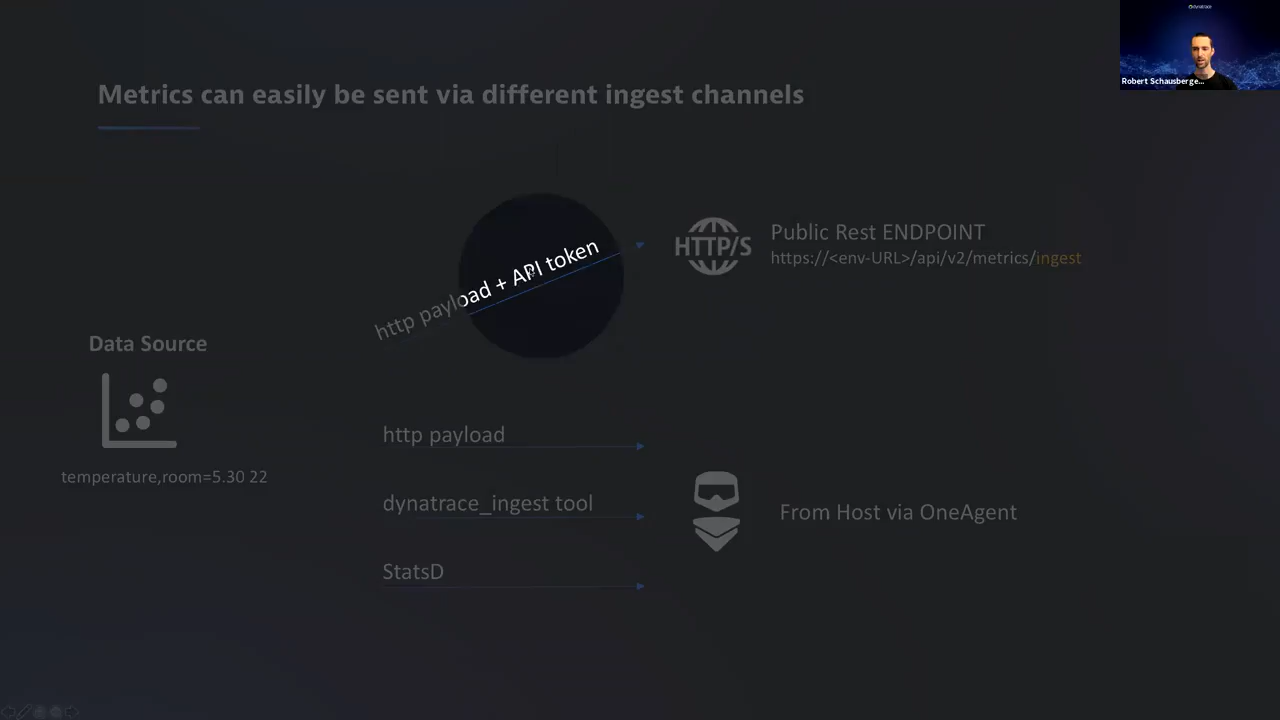 dynatrace
Robert Schausberge...
Metrics can easily be sent via different ingest channels
http payload + API token
HTTP/S
Public Rest ENDPOINT
https://<env-URL>/api/v2/metrics/ingest
Data Source
temperature,room=5.30 22
http payload
dynatrace_ingest tool
StatsD
From Host via OneAgent